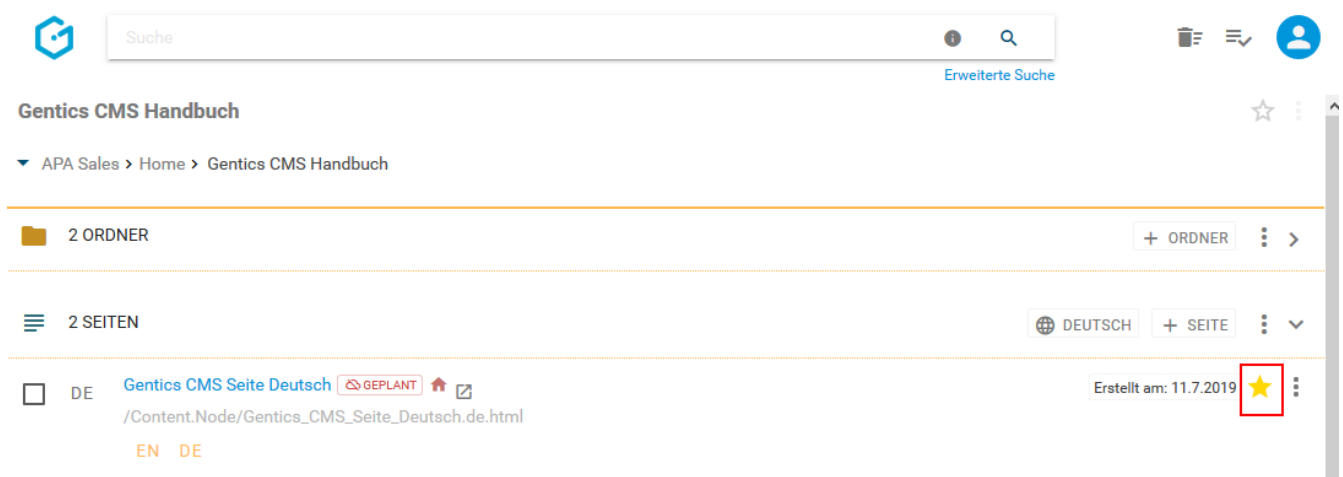 Suche
Erweiterte Suche
Gentics CMS Handbuch
APA Sales > Home > Gentics CMS Handbuch
2 ORDNER + ORDNER
2 SEITEN DEUTSCH + SEITE
DE Gentics CMS Seite Deutsch GEPLANT Erstellt am: 11.7.2019
/Content.Node/Gentics_CMS_Seite_Deutsch.de.html
EN DE